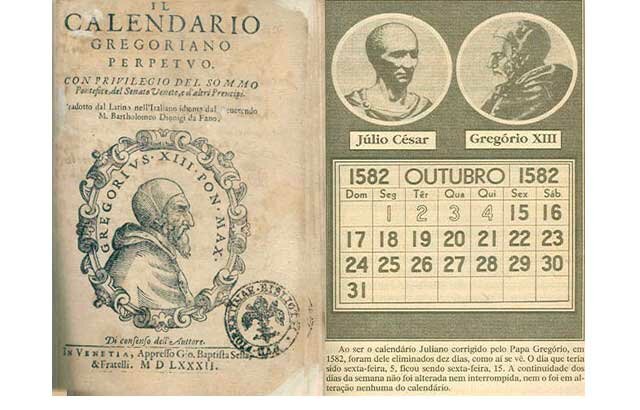 IL
CALENDARIO
GREGORIANO
PERPETVO.
CON PRIVILEGIO DEL SOMMO
Pontefice, del Senato Veneto, e d'altri Prencipi.
Tradotto dal Latino nell'Italiano idioma dal Reuerendo
M. Bartholomeo Dionigi da Fano.
GREGORIVS · XIII · PON · MAX ·
Di consenso dell'Auttore.
IN VENETIA, Appresso Gio. Baptista Sessa,
& Fratelli. M D LXXXII.
Júlio César
Gregório XIII
1582 OUTUBRO 1582
Dom Seg Têr Qua Qui Sex Sáb
1 2 3 4 15 16
17 18 19 20 21 22 23
24 25 26 27 28 29 30
31
Ao ser o calendário Juliano corrigido pelo Papa Gregório, em
1582, foram dele eliminados dez dias, como aí se vê. O dia que teria
sido sexta-feira, 5, ficou sendo sexta-feira, 15. A continuidade dos
dias da semana não foi alterada nem interrompida, nem o foi em al-
teração nenhuma do calendário.